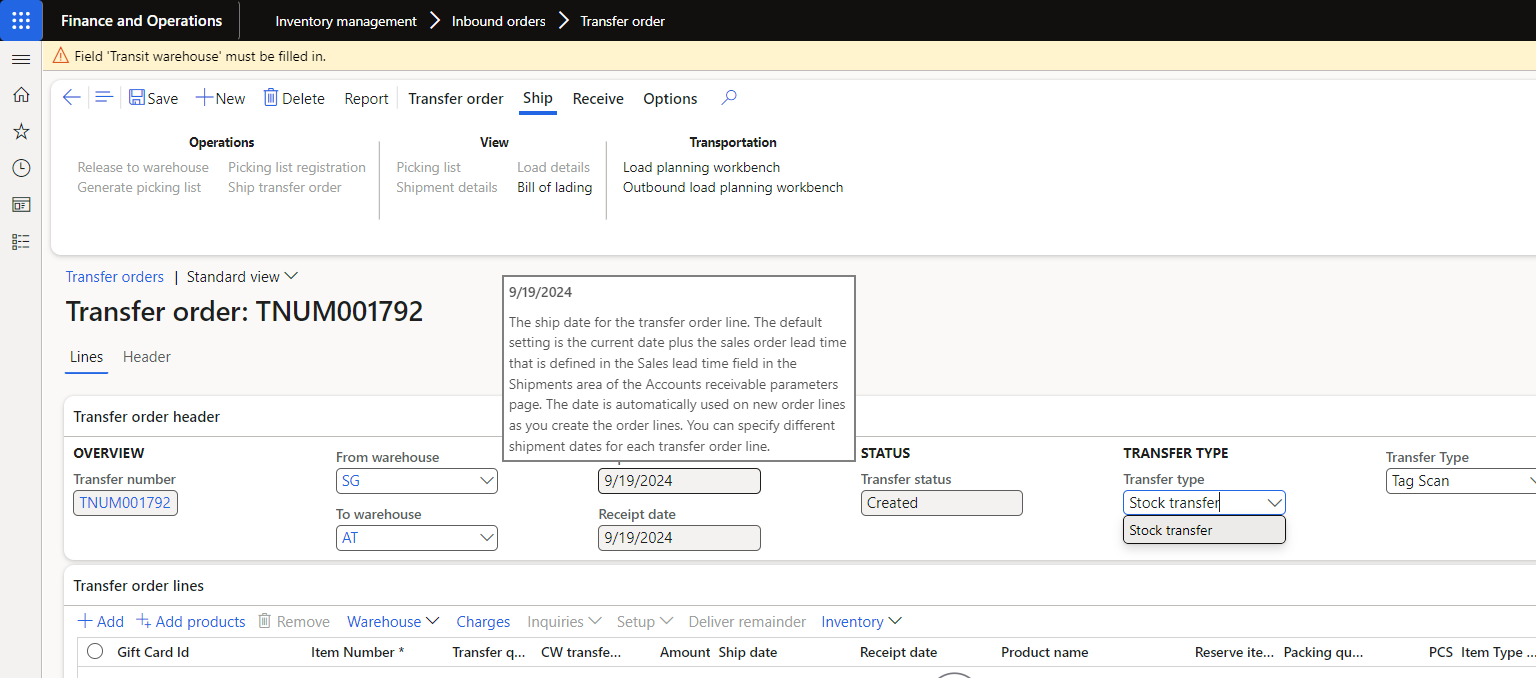 Finance and Operations
Inventory management
Inbound orders
Transfer order
Field 'Transit warehouse' must be filled in.
Save
New
Delete
Report
Transfer order
Ship
Receive
Options
Operations
Release to warehouse
Picking list registration
Generate picking list
Ship transfer order
View
Picking list
Load details
Shipment details
Bill of lading
Transportation
Load planning workbench
Outbound load planning workbench
Transfer orders | Standard view
Transfer order: TNUM001792
Lines
Header
9/19/2024
The ship date for the transfer order line. The default
setting is the current date plus the sales order lead time
that is defined in the Sales lead time field in the
Shipments area of the Accounts receivable parameters
page. The date is automatically used on new order lines
as you create the order lines. You can specify different
shipment dates for each transfer order line.
Transfer order header
OVERVIEW
Transfer number
TNUM001792
From warehouse
SG
To warehouse
AT
9/19/2024
Receipt date
9/19/2024
STATUS
Transfer status
Created
TRANSFER TYPE
Transfer type
Stock transfer
Stock transfer
Transfer Type
Tag Scan
Transfer order lines
Add
Add products
Remove
Warehouse
Charges
Inquiries
Setup
Deliver remainder
Inventory
Gift Card Id
Item Number *
Transfer q...
CW transfe...
Amount
Ship date
Receipt date
Product name
Reserve ite...
Packing qu...
PCS
Item Type ...